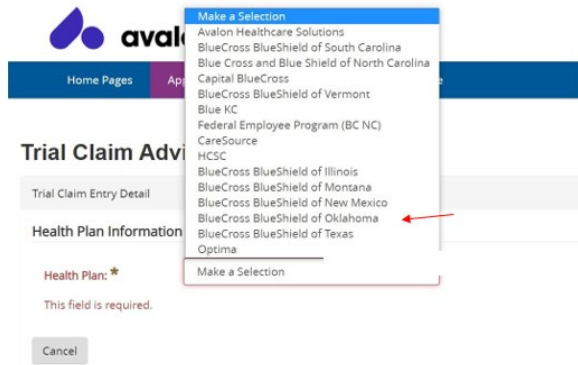 Make a Selection
Avalon Healthcare Solutions
BlueCross BlueShield of South Carolina
Blue Cross and Blue Shield of North Carolina
Capital BlueCross
BlueCross BlueShield of Vermont
Blue KC
Federal Employee Program (BC NC)
CareSource
HCSC
BlueCross BlueShield of Illinois
BlueCross BlueShield of Montana
BlueCross BlueShield of New Mexico
BlueCross BlueShield of Oklahoma
BlueCross BlueShield of Texas
Optima
Home Pages
Trial Claim
Trial Claim Entry Detail
Health Plan Information
Health Plan: *
Make a Selection
This field is required.
Cancel